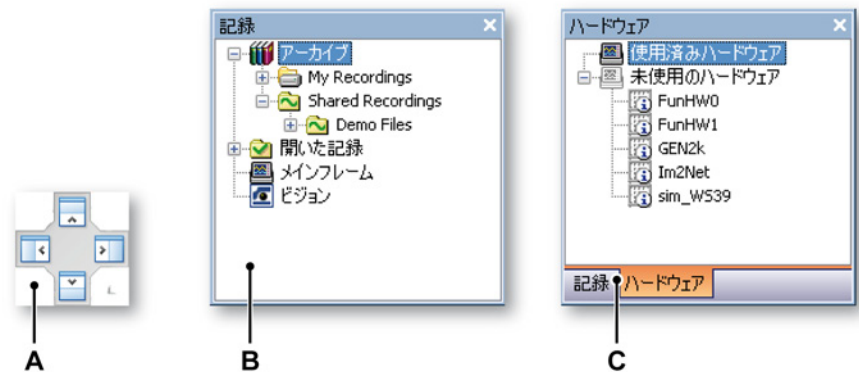 記録
アーカイブ
My Recordings
Shared Recordings
Demo Files
開いた記録
メインフレーム
ビジョン
ハードウェア
使用済みハードウェア
未使用のハードウェア
FunHW0
FunHW1
GEN2k
Im2Net
sim_WS39
記録 ハードウェア
A B C